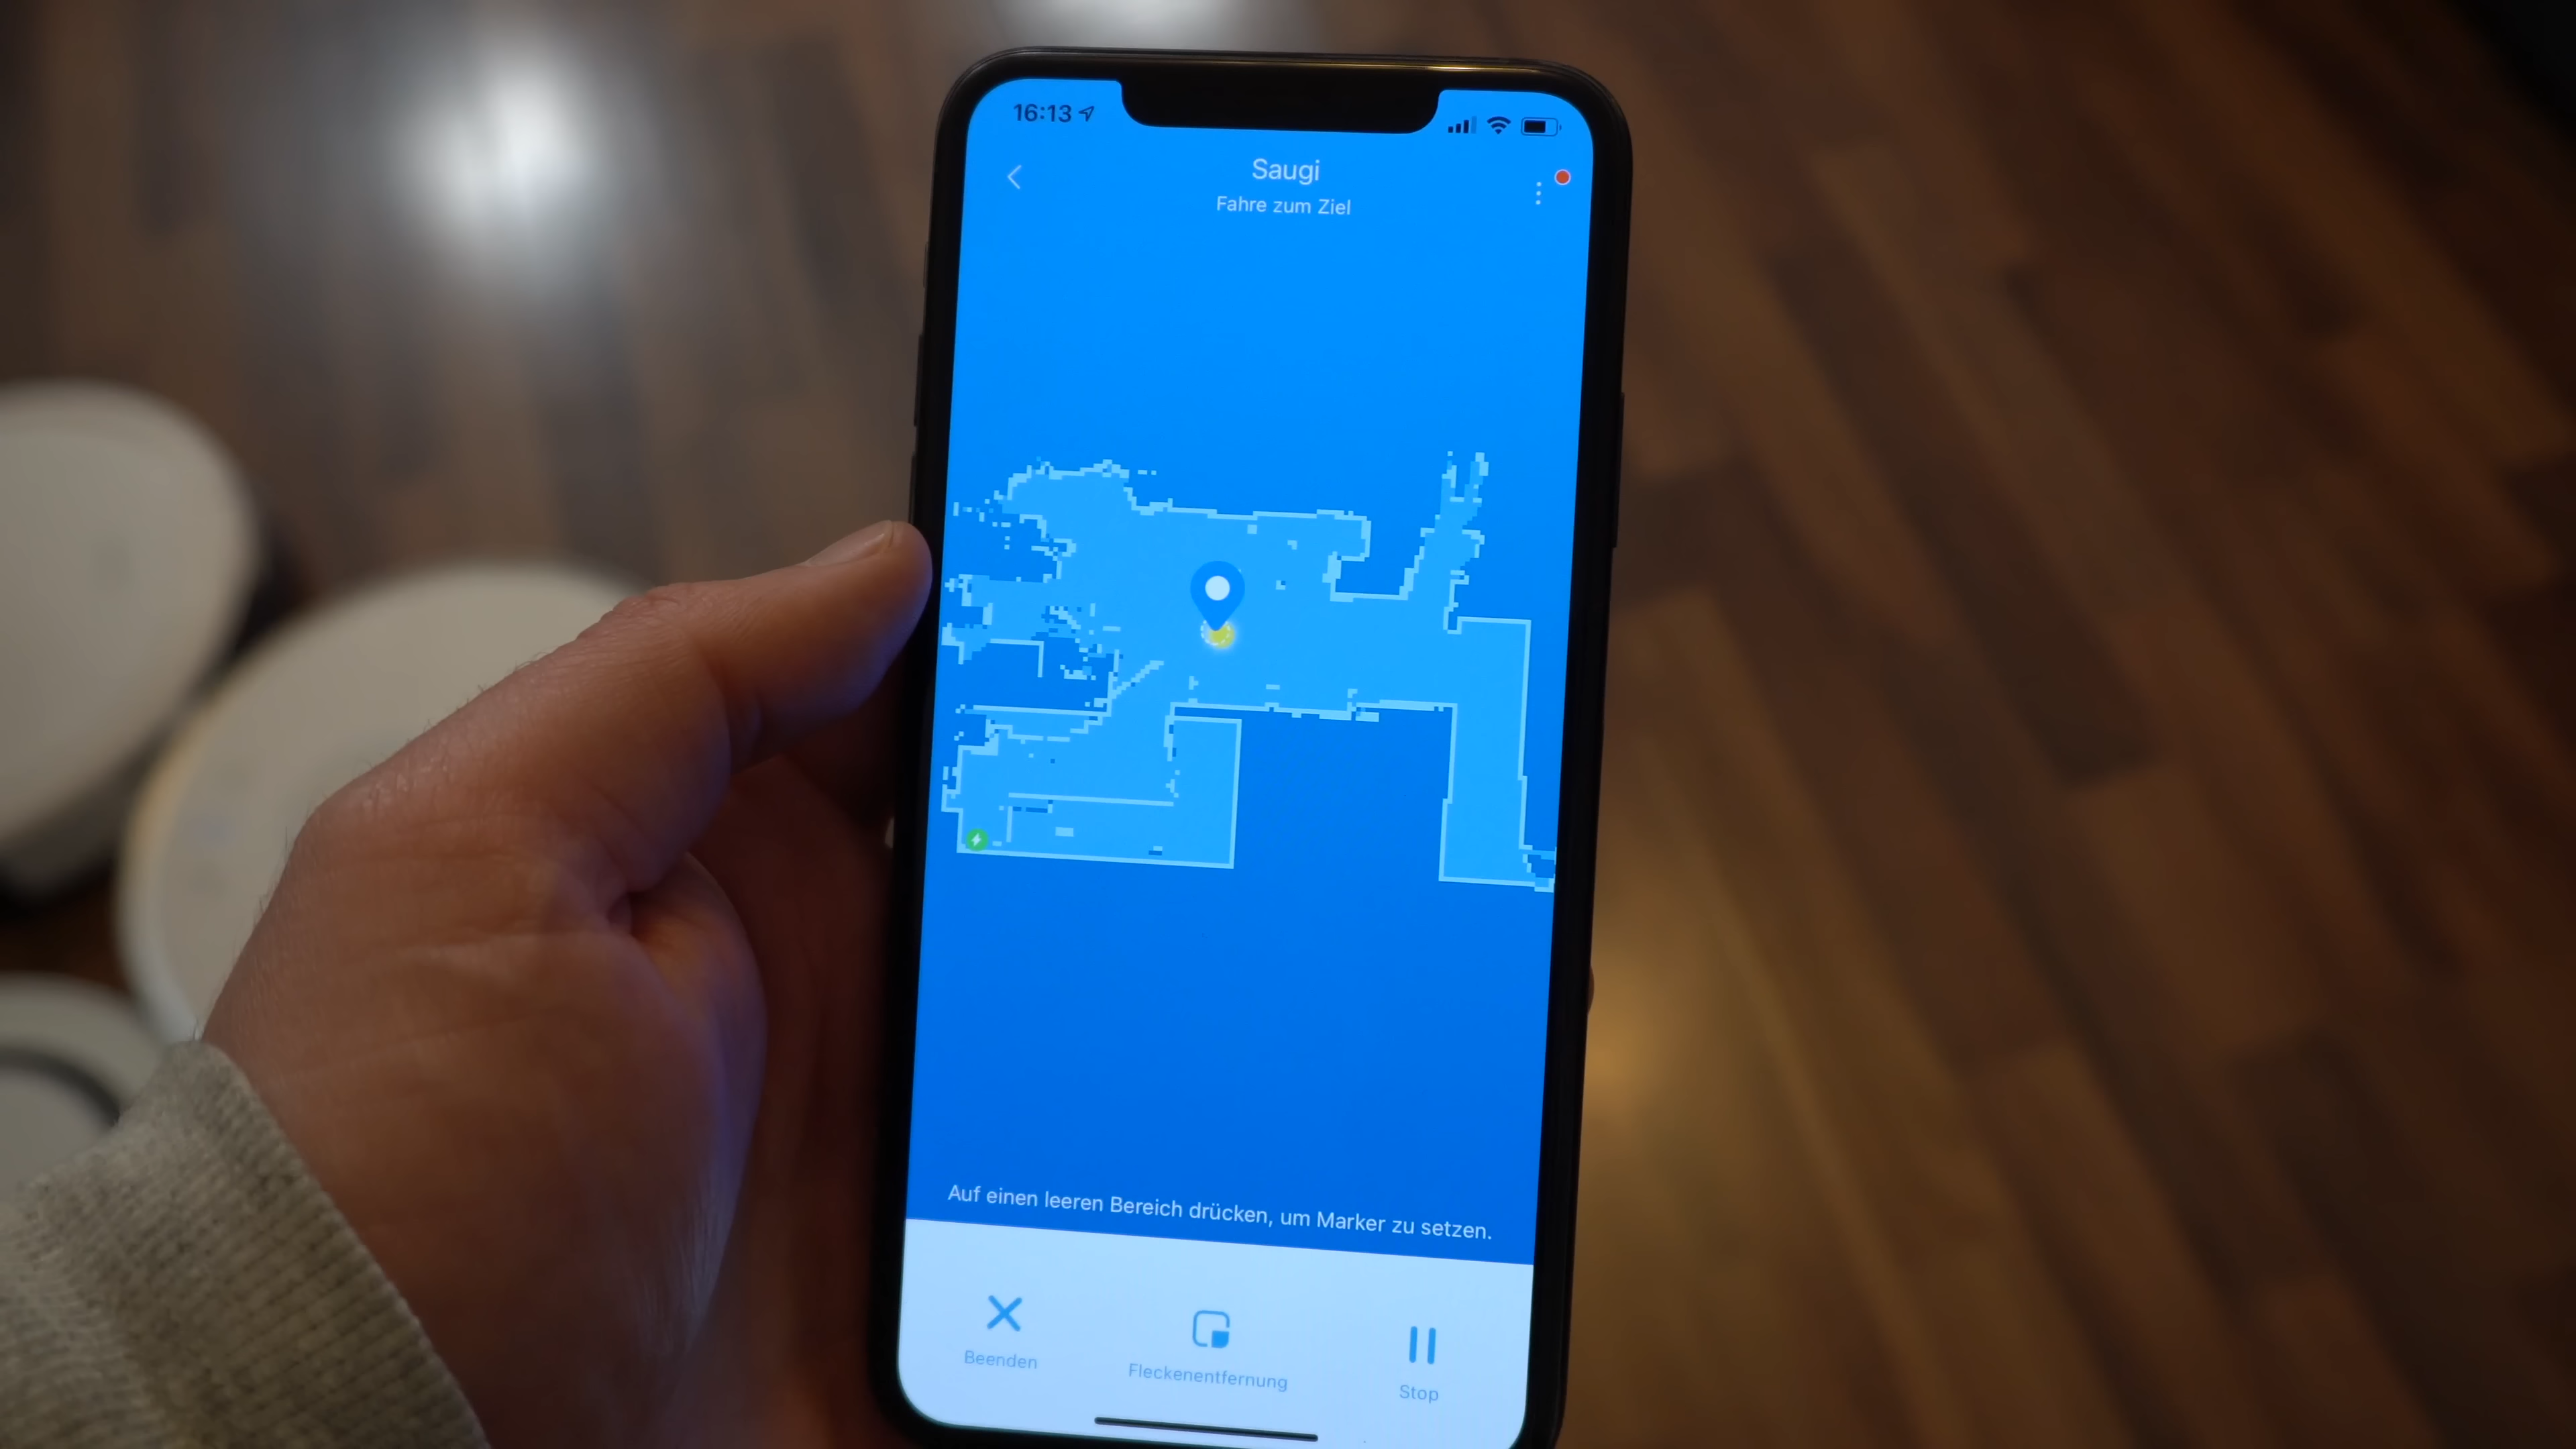 16:13
Saugi
Fahre zum Ziel
Auf einen leeren Bereich drücken, um Marker zu setzen.
Beenden
Fleckenentfernung
Stop